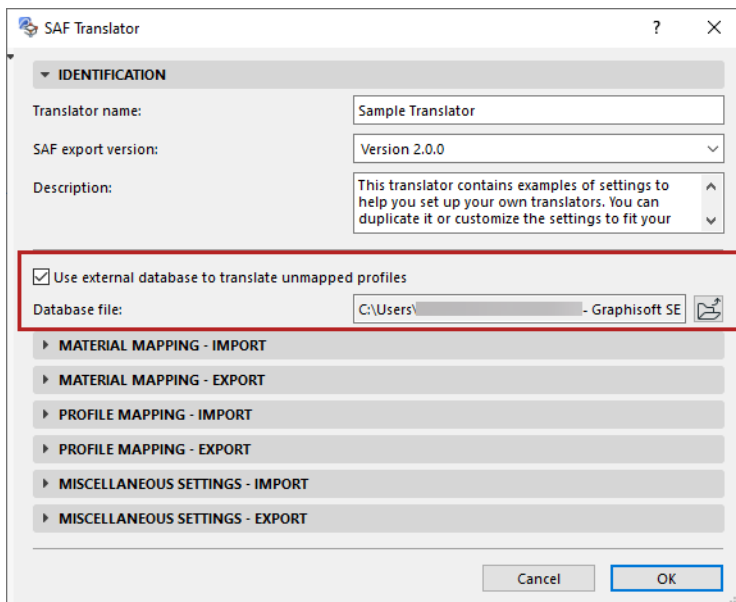 SAF Translator
IDENTIFICATION
Translator name: Sample Translator
SAF export version: Version 2.0.0
Description: This translator contains examples of settings to
help you set up your own translators. You can
duplicate it or customize the settings to fit your
Use external database to translate unmapped profiles
Database file: C:\Users\ - Graphisoft SE
MATERIAL MAPPING - IMPORT
MATERIAL MAPPING - EXPORT
PROFILE MAPPING - IMPORT
PROFILE MAPPING - EXPORT
MISCELLANEOUS SETTINGS - IMPORT
MISCELLANEOUS SETTINGS - EXPORT
Cancel OK